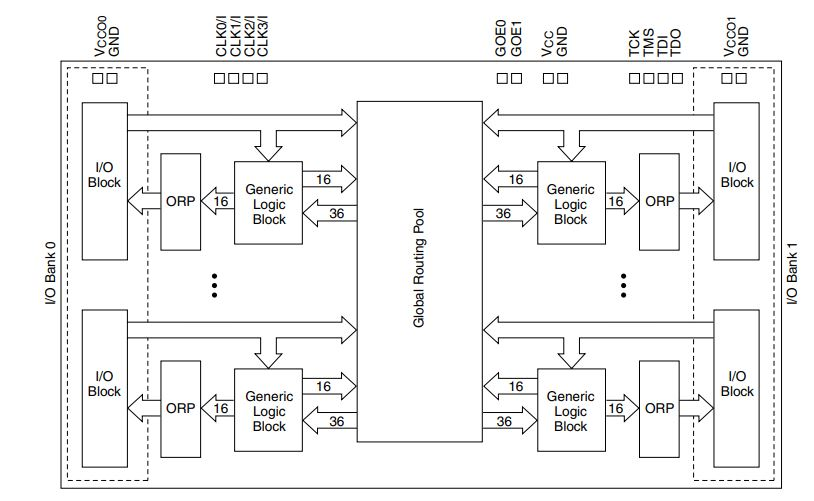 VCCO0
GND
CLK0/I
CLK1/I
CLK2/I
CLK3/I
GOE0
GOE1
VCC
GND
TCK
TMS
TDI
TDO
VCCO1
GND
I/O Bank 0
I/O
Block
ORP
16
Generic
Logic
Block
16
36
Global Routing Pool
16
36
Generic
Logic
Block
16
ORP
I/O
Block
I/O Bank 1
I/O
Block
ORP
16
Generic
Logic
Block
16
36
16
36
Generic
Logic
Block
16
ORP
I/O
Block